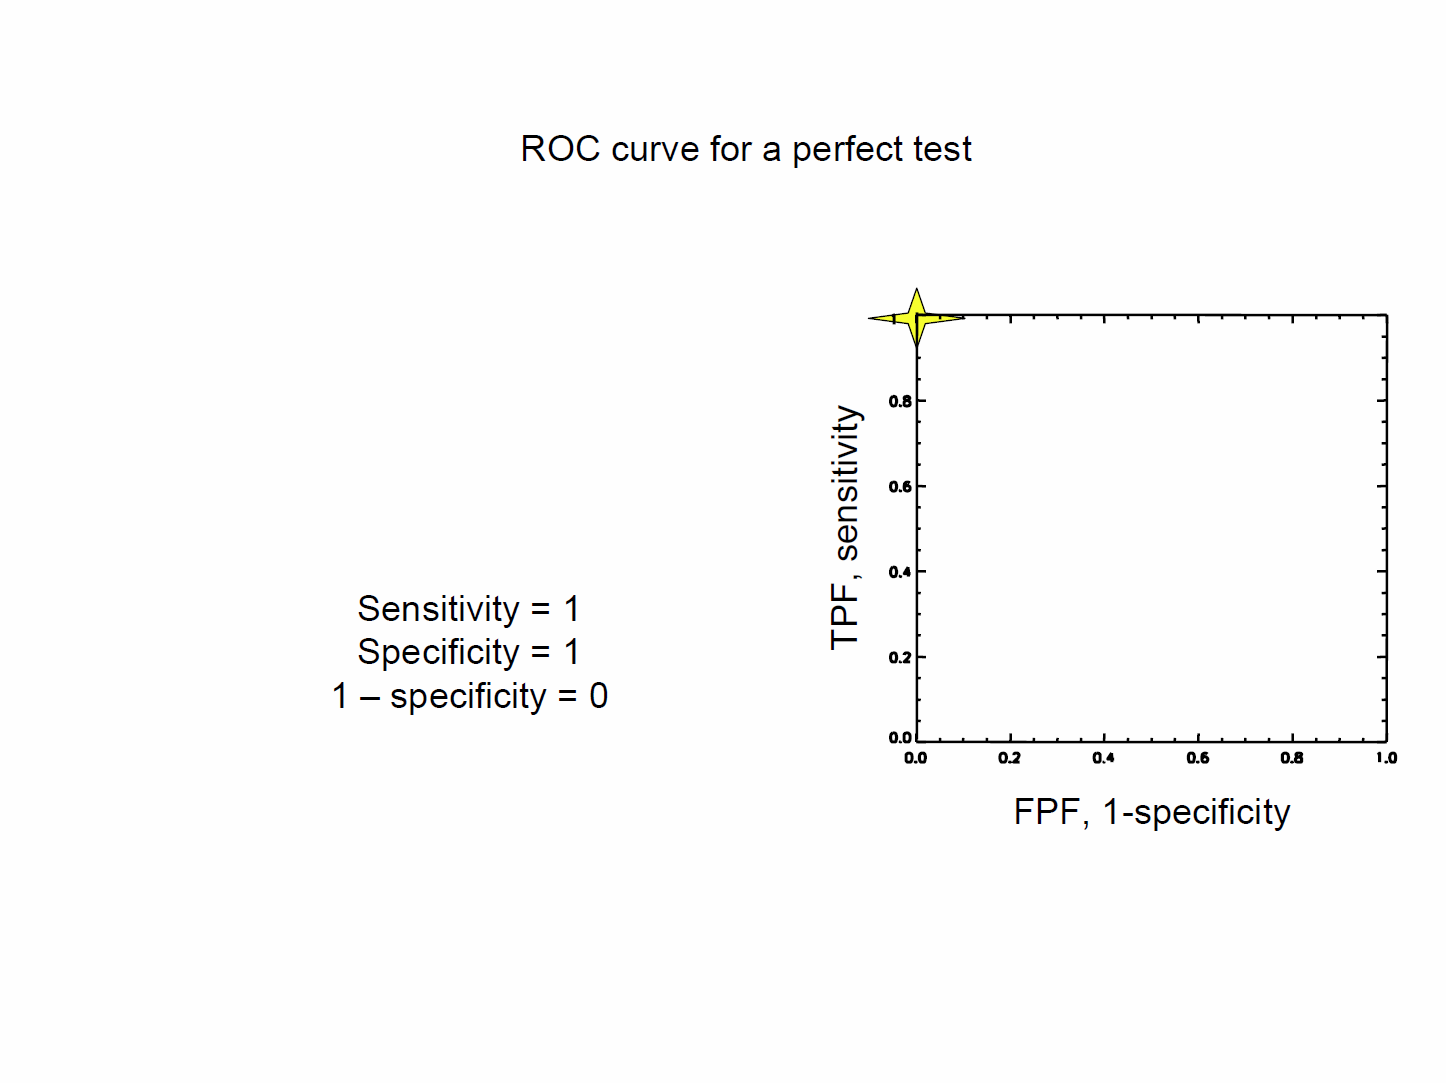 ROC curve for a perfect test
Sensitivity = 1
Specificity = 1
1 – specificity = 0
TPF, sensitivity
0.8
0.6
0.4
0.2
0.0
0.0 0.2 0.4 0.6 0.8 1.0
FPF, 1-specificity